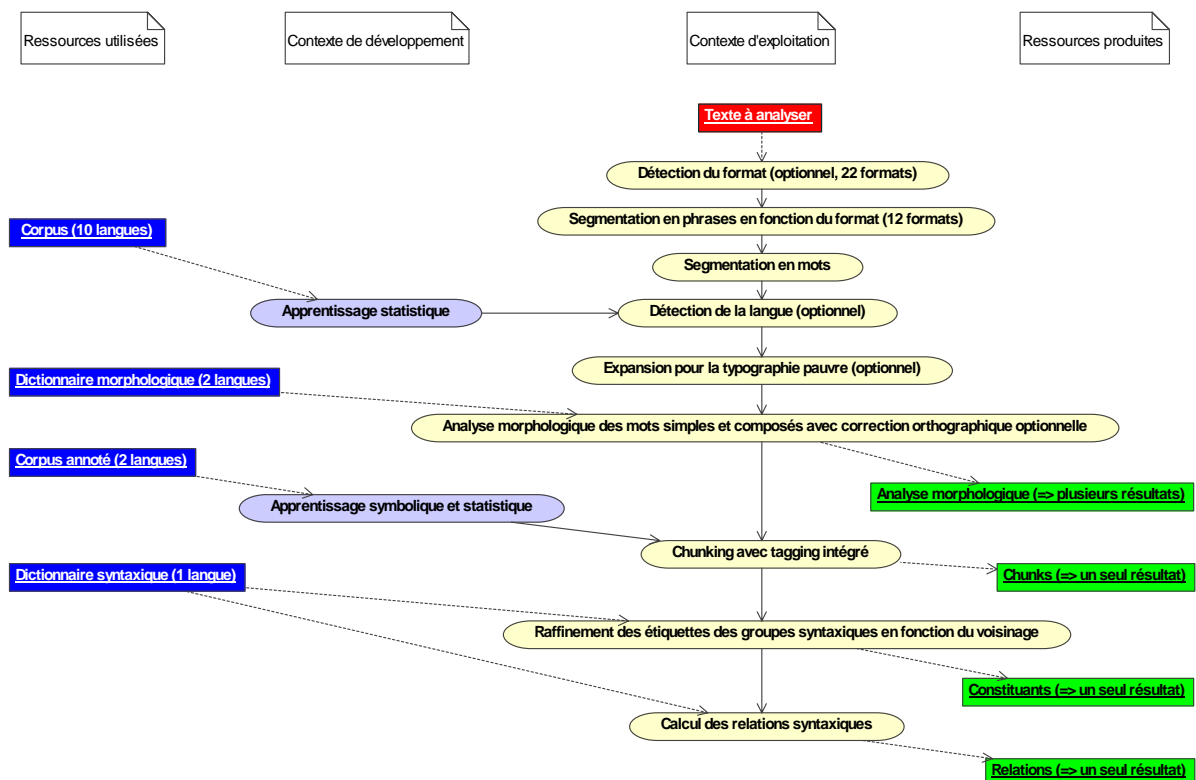 Ressources utilisées
Contexte de développement
Contexte d'exploitation
Ressources produites
Texte à analyser
Détection du format (optionnel, 22 formats)
Segmentation en phrases en fonction du format (12 formats)
Corpus (10 langues)
Segmentation en mots
Apprentissage statistique
Détection de la langue (optionnel)
Expansion pour la typographie pauvre (optionnel)
Dictionnaire morphologique (2 langues)
Analyse morphologique des mots simples et composés avec correction orthographique optionnelle
Corpus annoté (2 langues)
Analyse morphologique (=> plusieurs résultats)
Apprentissage symbolique et statistique
Chunking avec tagging intégré
Dictionnaire syntaxique (1 langue)
Chunks (=> un seul résultat)
Raffinement des étiquettes des groupes syntaxiques en fonction du voisinage
Constituants (=> un seul résultat)
Calcul des relations syntaxiques
Relations (=> un seul résultat)